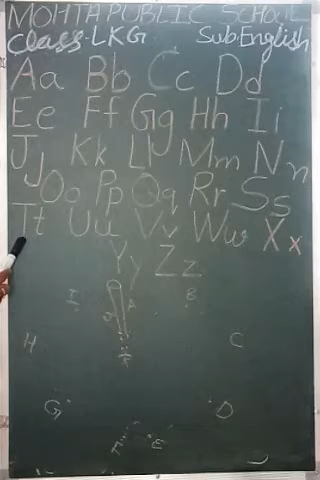 MOHTA PUBLIC SCHOOL
Class-LKG Sub:English
Aa Bb Cc Dd
Ee Ff Gg Hh Ii
Jj Kk Ll Mm Nn
Oo Pp Qq Rr Ss
Tt Uu Vv Ww Xx
Yy Zz
I B
J A
H C
G D
F E